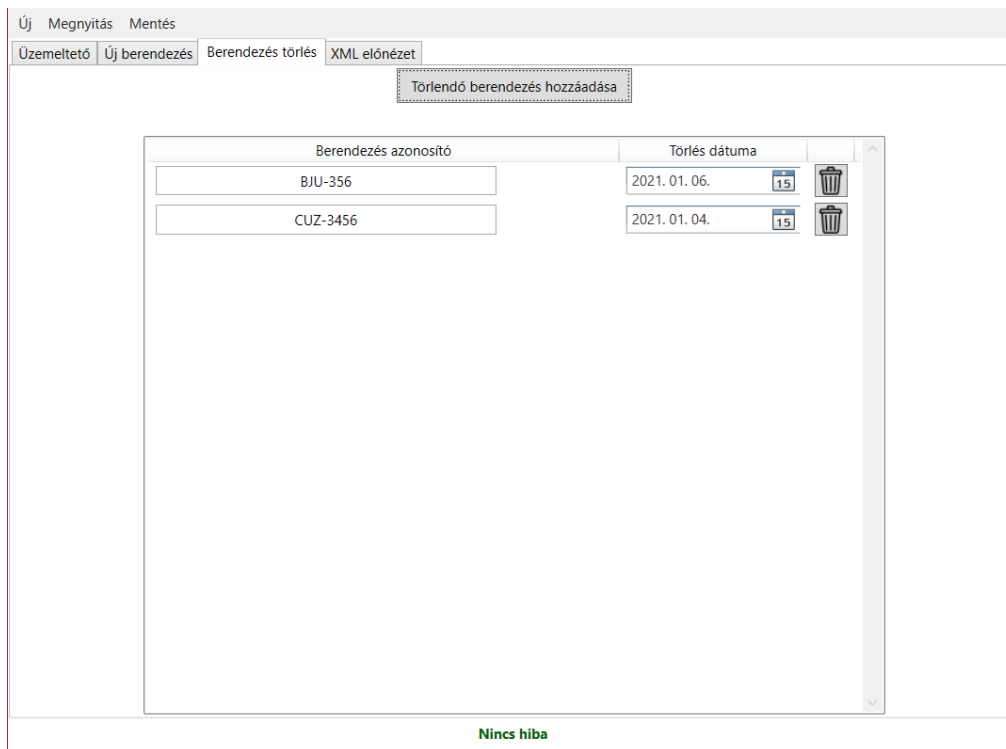 Új Megnyitás Mentés
Üzemeltető Új berendezés Berendezés törlés XML előnézet
Törlendő berendezés hozzáadása
Berendezés azonosító Törlés dátuma
BJU-356 2021. 01. 06. 15
CUZ-3456 2021. 01. 04. 15
Nincs hiba